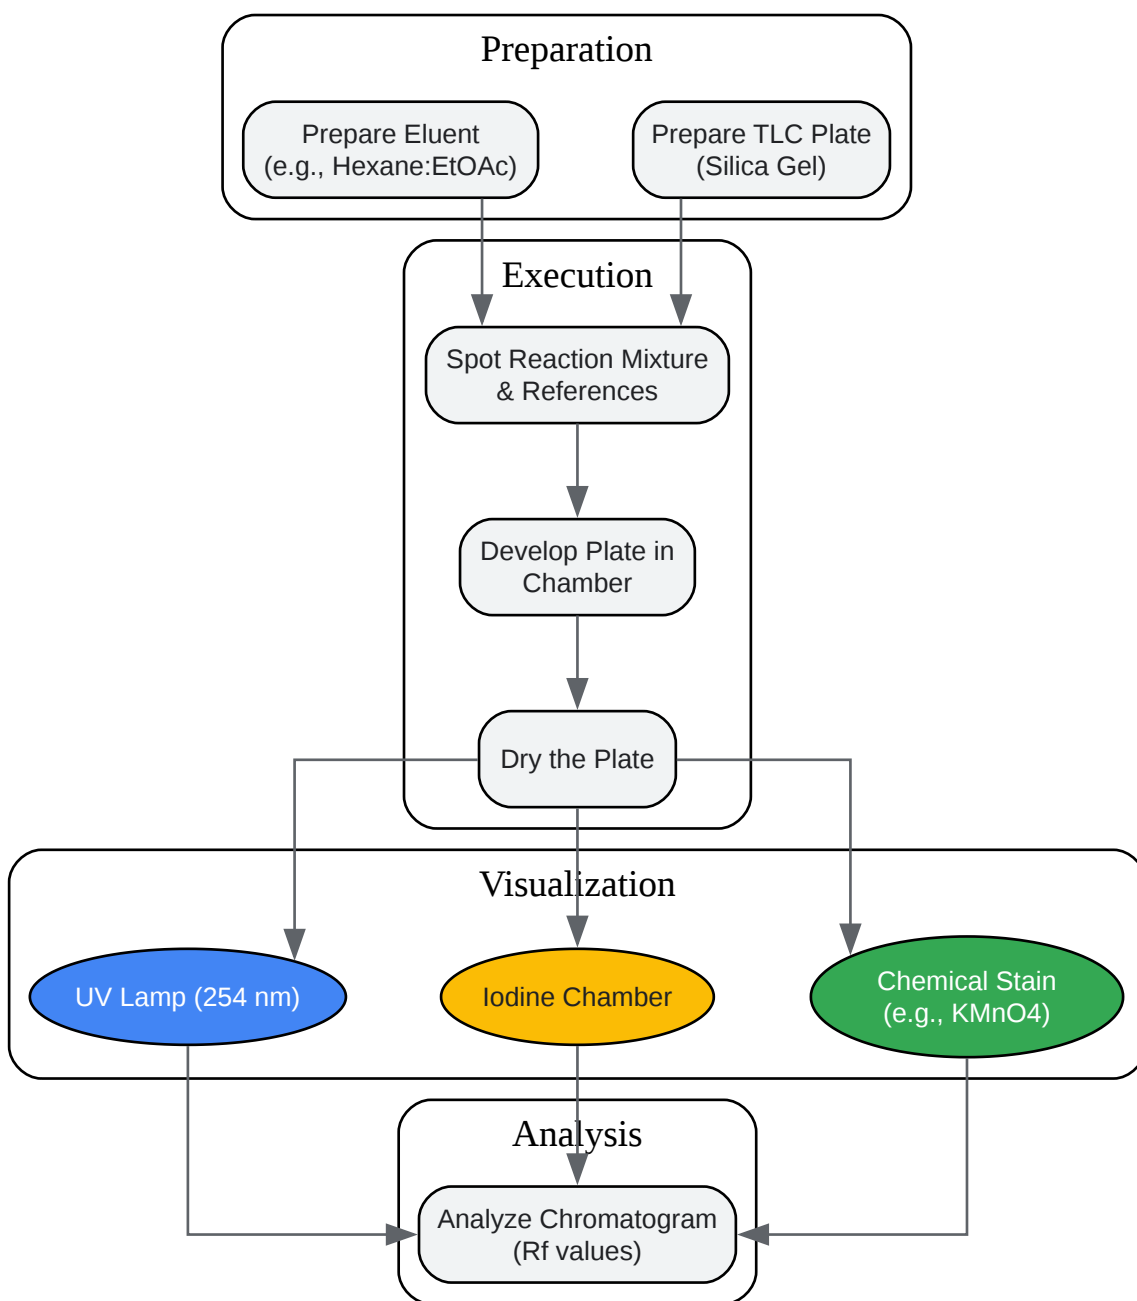 Preparation
Prepare Eluent
(e.g., Hexane:EtOAc)
Prepare TLC Plate
(Silica Gel)
Execution
Spot Reaction Mixture
& References
Develop Plate in
Chamber
Dry the Plate
Visualization
UV Lamp (254 nm)
Iodine Chamber
Chemical Stain
(e.g., KMnO4)
Analysis
Analyze Chromatogram
(Rf values)